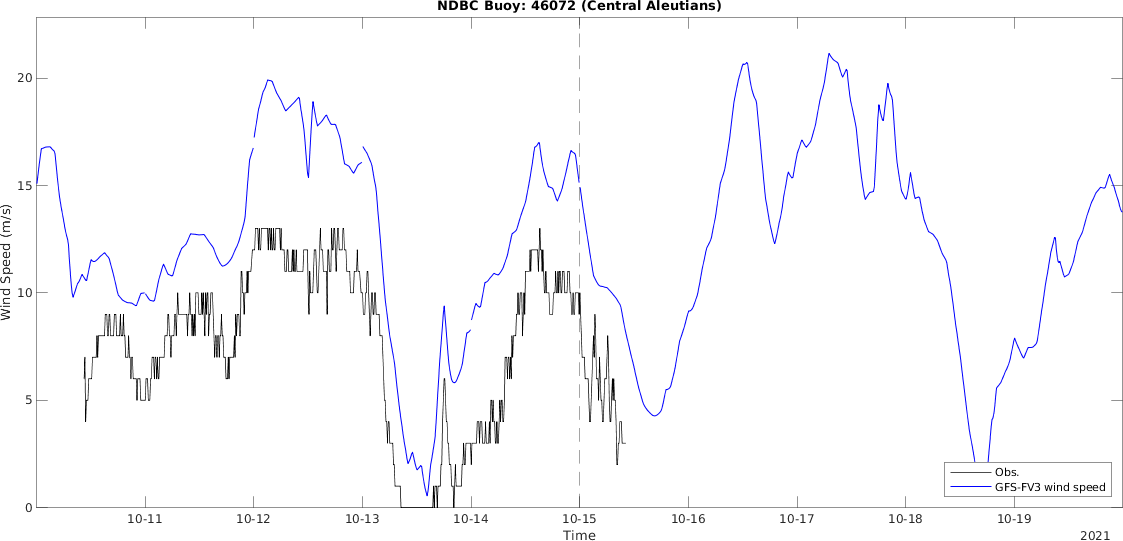 NDBC Buoy: 46072 (Central Aleutians)
Wind Speed (m/s)
20
15
10
5
0
Obs.
GFS-FV3 wind speed
10-11 10-12 10-13 10-14 10-15 10-16 10-17 10-18 10-19
Time
2021